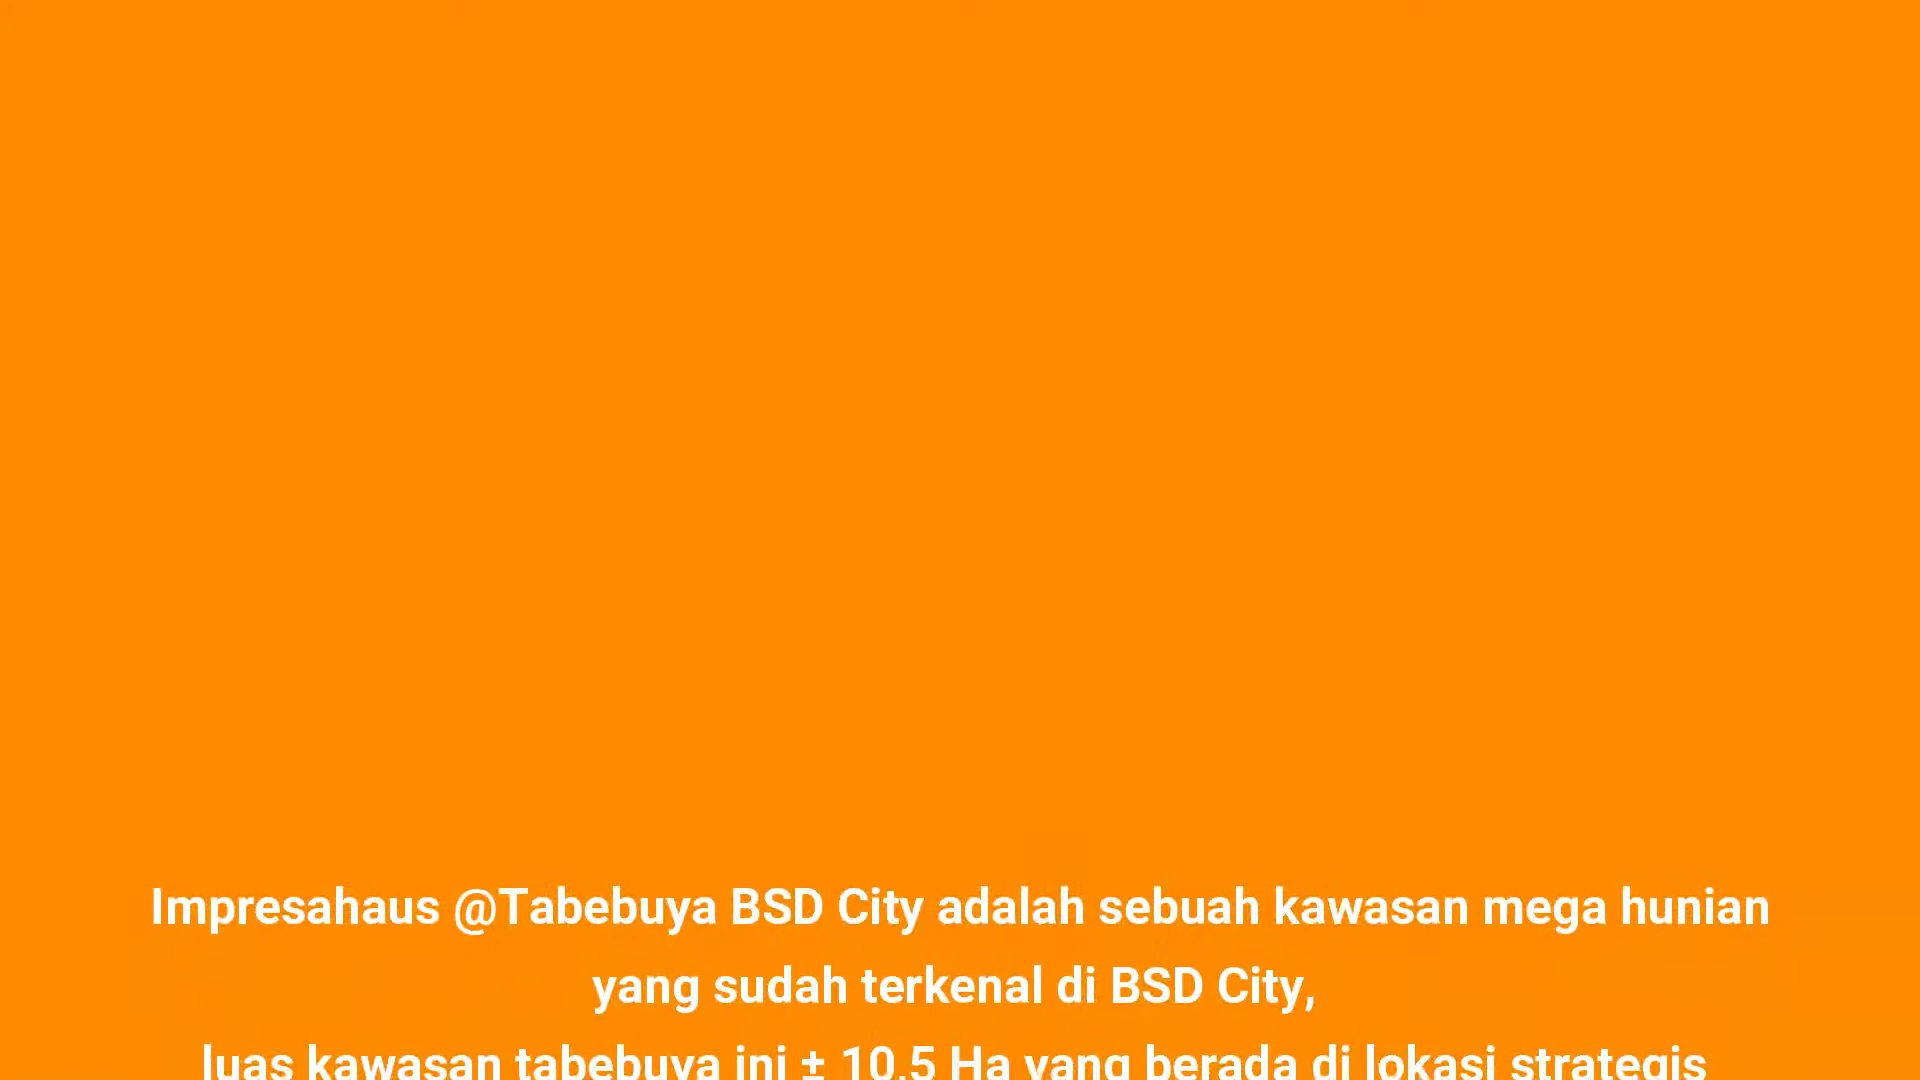 Impresahaus @Tabebuya BSD City adalah sebuah kawasan mega hunian
yang sudah terkenal di BSD City,
luas kawasan tabebuya ini ± 10,5 Ha yang berada di lokasi strategis